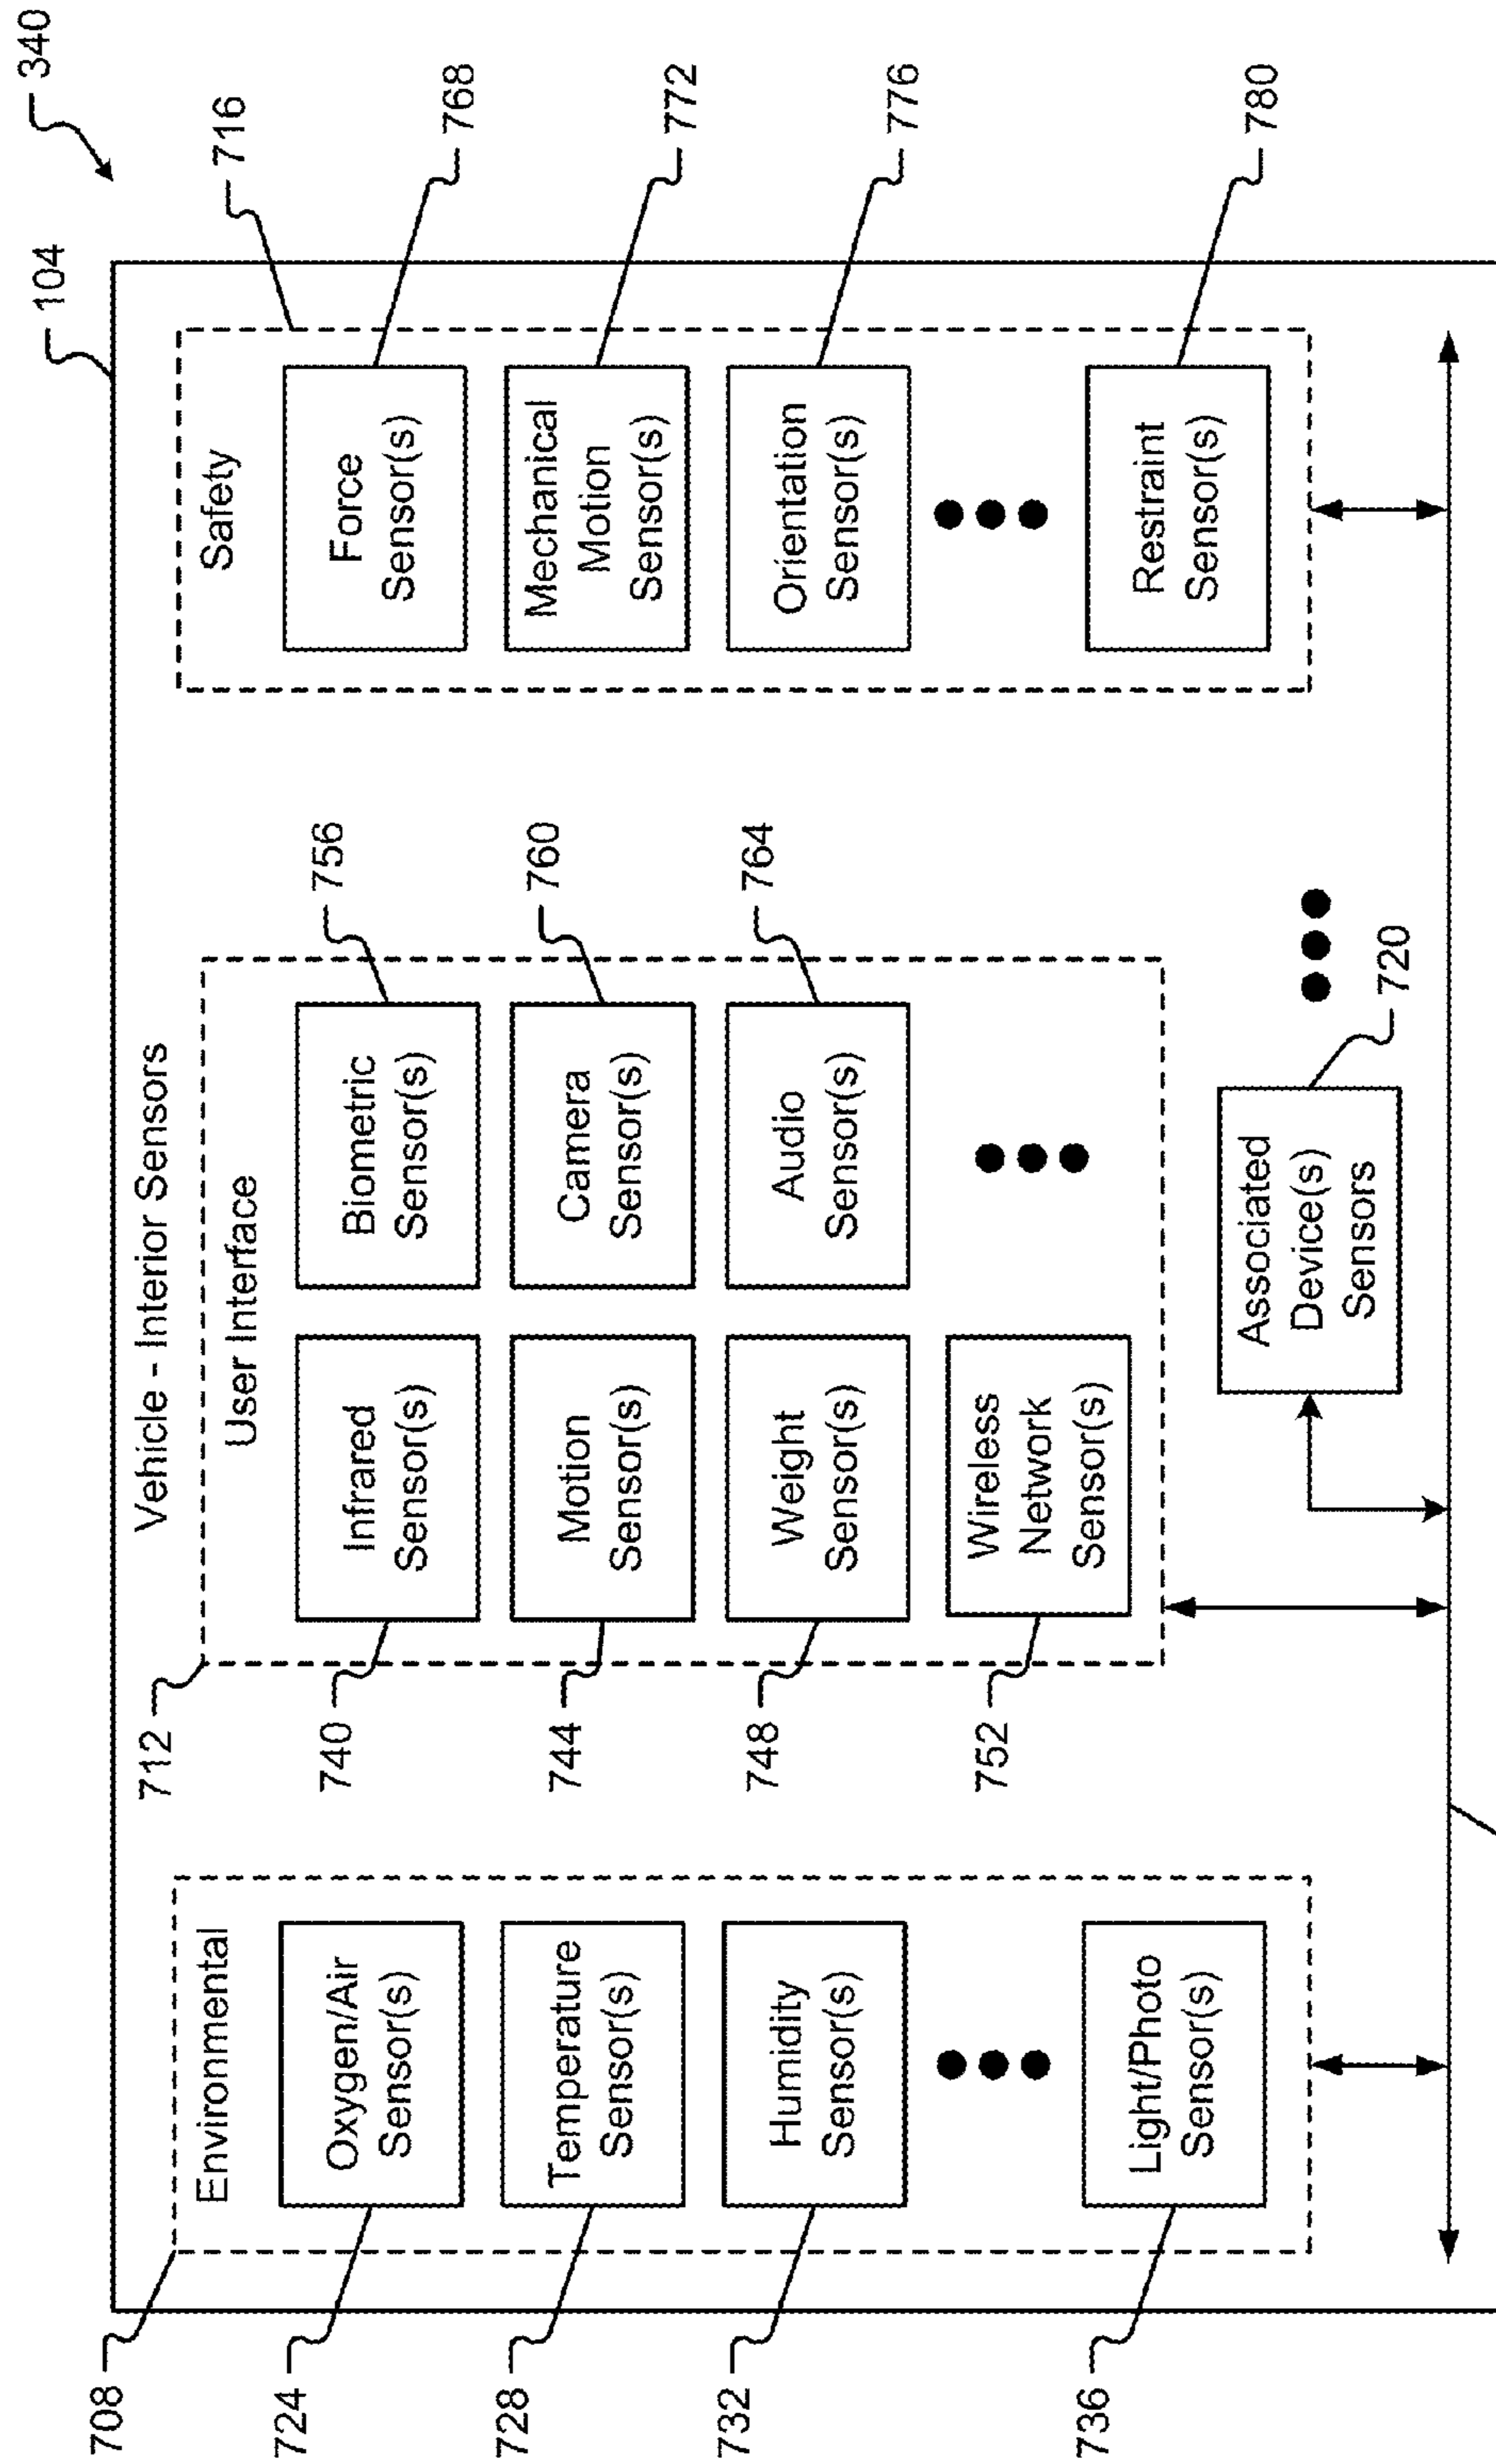 340
104
716
Vehicle - Interior Sensors
708
Environmental
724
Oxygen/Air
Sensor(s)
728
Temperature
Sensor(s)
732
Humidity
Sensor(s)
736
Light/Photo
Sensor(s)
712
User Interface
740
Infrared
Sensor(s)
Biometric
Sensor(s)
756
744
Motion
Sensor(s)
Camera
Sensor(s)
760
748
Weight
Sensor(s)
Audio
Sensor(s)
764
752
Wireless
Network
Sensor(s)
Associated
Device(s)
Sensors
720
Safety
Force
Sensor(s)
768
Mechanical
Motion
Sensor(s)
772
Orientation
Sensor(s)
776
Restraint
Sensor(s)
780